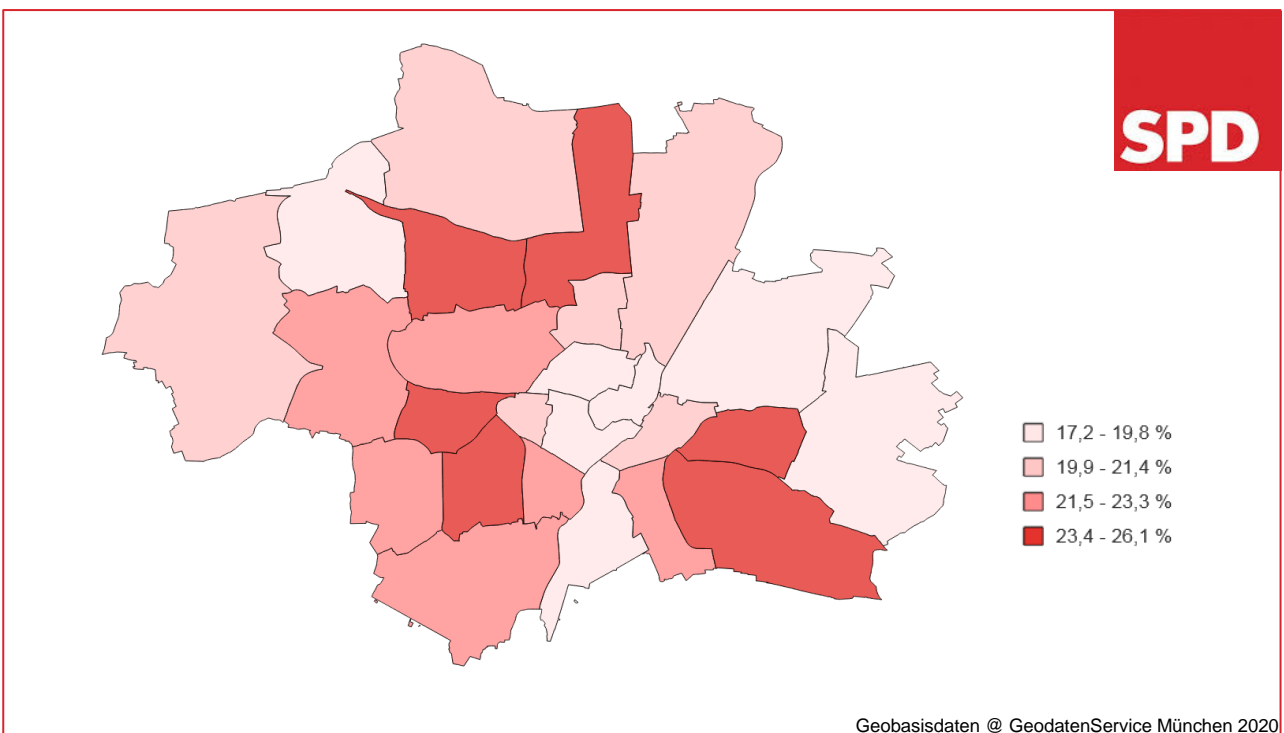 SPD
17,2 - 19,8 %
19,9 - 21,4 %
21,5 - 23,3 %
23,4 - 26,1 %
Geobasisdaten @ GeodatenService München 2020